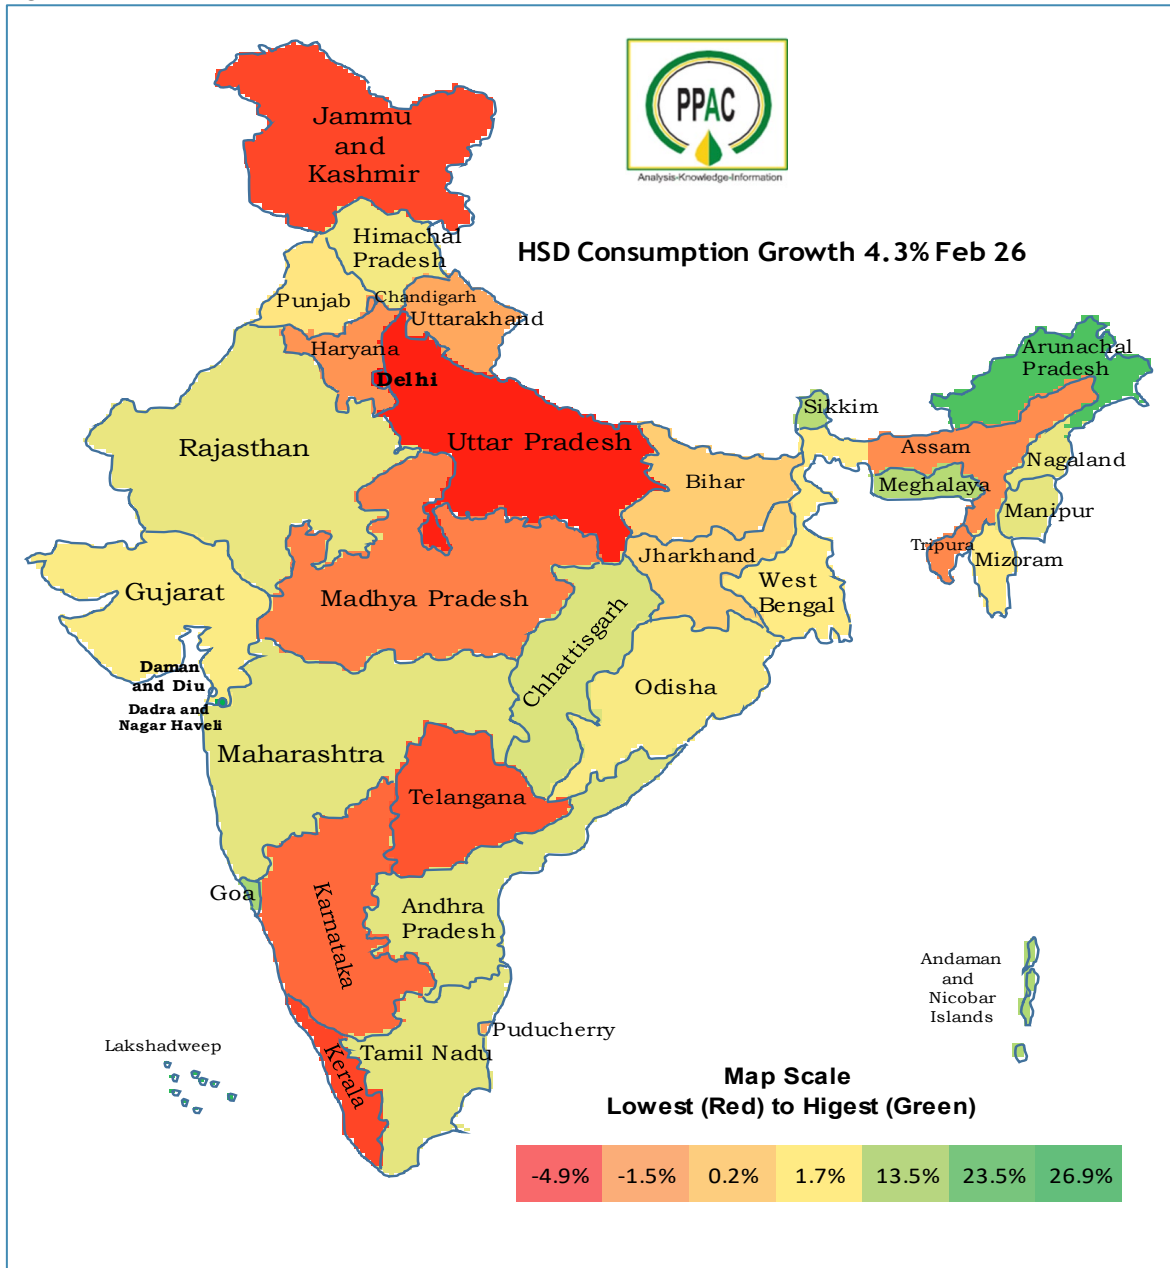 PPAC
Analysis-Knowledge-Information
HSD Consumption Growth 4.3% Feb 26
Jammu
and
Kashmir
Himachal
Pradesh
Punjab
Chandigarh
Uttarakhand
Haryana
Delhi
Rajasthan
Uttar Pradesh
Bihar
Sikkim
Arunachal
Pradesh
Assam
Nagaland
Meghalaya
Manipur
Tripura
Mizoram
Jharkhand
West
Bengal
Gujarat
Madhya Pradesh
Chhattisgarh
Odisha
Daman
and Diu
Dadra and
Nagar Haveli
Maharashtra
Telangana
Goa
Karnataka
Andhra
Pradesh
Andaman
and
Nicobar
Islands
Puducherry
Lakshadweep
Kerala
Tamil Nadu
Map Scale
Lowest (Red) to Higest (Green)
-4.9% -1.5% 0.2% 1.7% 13.5% 23.5% 26.9%